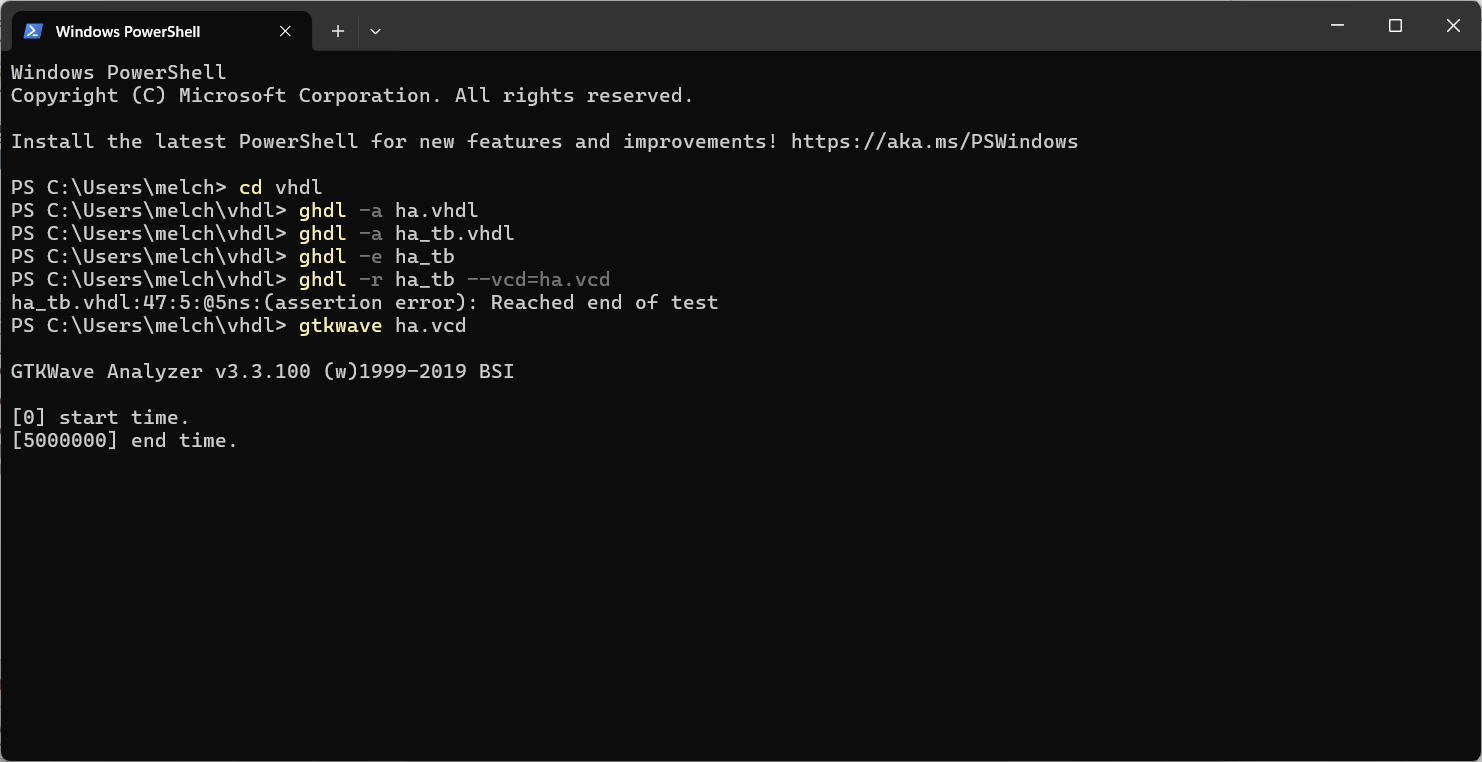 Windows PowerShell
Windows PowerShell
Copyright (C) Microsoft Corporation. All rights reserved.
Install the latest PowerShell for new features and improvements! https://aka.ms/PSWindows
PS C:\Users\melch> cd vhdl
PS C:\Users\melch\vhdl> ghdl -a ha.vhdl
PS C:\Users\melch\vhdl> ghdl -a ha_tb.vhdl
PS C:\Users\melch\vhdl> ghdl -e ha_tb
PS C:\Users\melch\vhdl> ghdl -r ha_tb --vcd=ha.vcd
ha_tb.vhdl:47:5:@5ns:(assertion error): Reached end of test
PS C:\Users\melch\vhdl> gtkwave ha.vcd
GTKWave Analyzer v3.3.100 (w)1999-2019 BSI
[0] start time.
[5000000] end time.